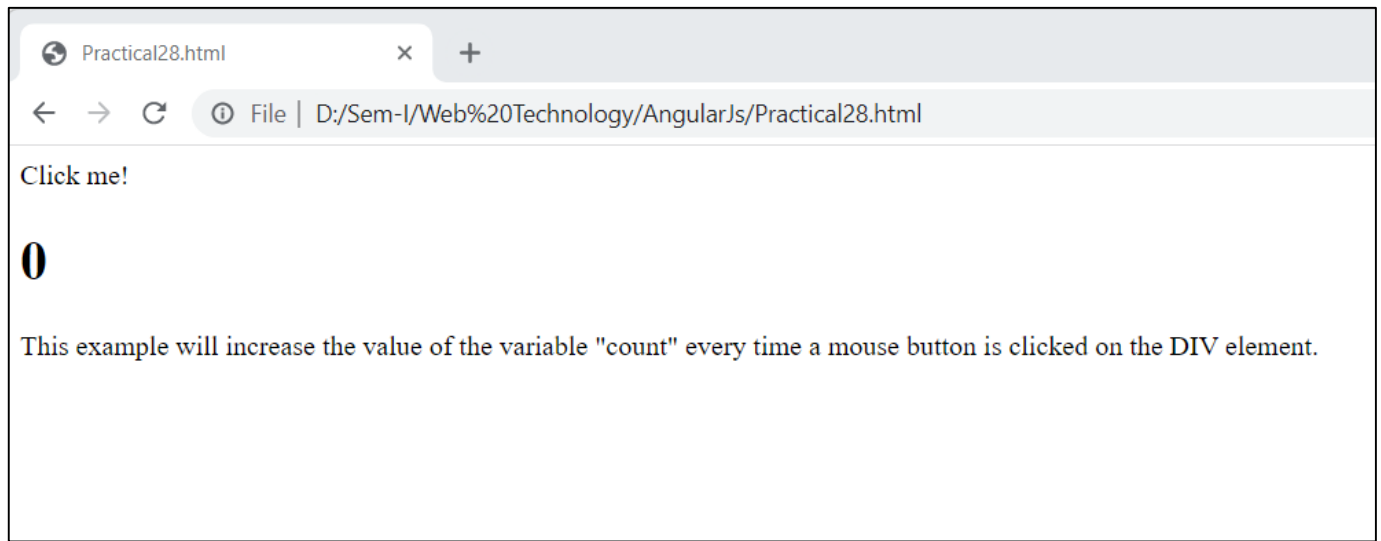 Practical28.html
File | D:/Sem-I/Web%20Technology/AngularJs/Practical28.html
Click me!
0
This example will increase the value of the variable "count" every time a mouse button is clicked on the DIV element.